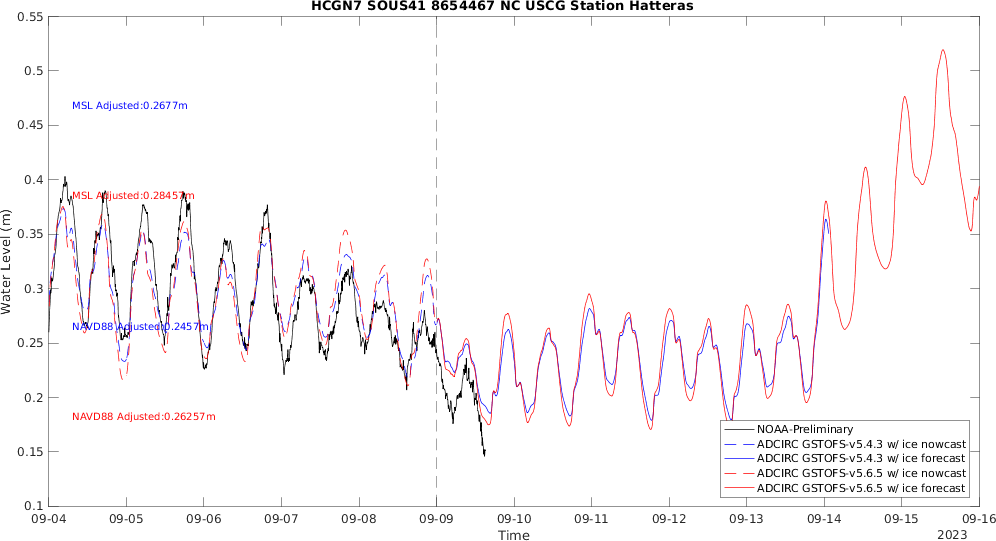 HCGN7 SOUS41 8654467 NC USCG Station Hatteras
0.55
0.5
0.45
0.4
0.35
0.3
0.25
0.2
0.15
0.1
Water Level (m)
MSL Adjusted:0.2677m
MSL Adjusted:0.28457m
NAVD88 Adjusted:0.2457m
NAVD88 Adjusted:0.26257m
NOAA-Preliminary
ADCIRC GSTOFS-v5.4.3 w/ ice nowcast
ADCIRC GSTOFS-v5.4.3 w/ ice forecast
ADCIRC GSTOFS-v5.6.5 w/ ice nowcast
ADCIRC GSTOFS-v5.6.5 w/ ice forecast
09-04 09-05 09-06 09-07 09-08 09-09 09-10 09-11 09-12 09-13 09-14 09-15 09-16
Time
2023